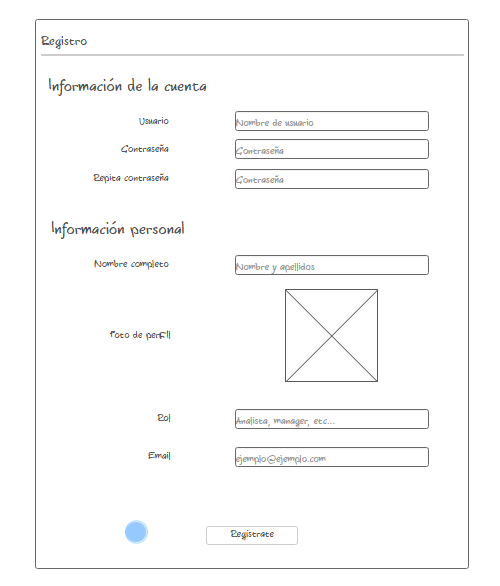 Registro
Información de la cuenta
Usuario
Nombre de usuario
Contraseña
Contraseña
Repita contraseña
Contraseña
Información personal
Nombre completo
Nombre y apellidos
Foto de perfil
Rol
Analista, manager, etc...
Email
ejemplo@ejemplo.com
Regístrate